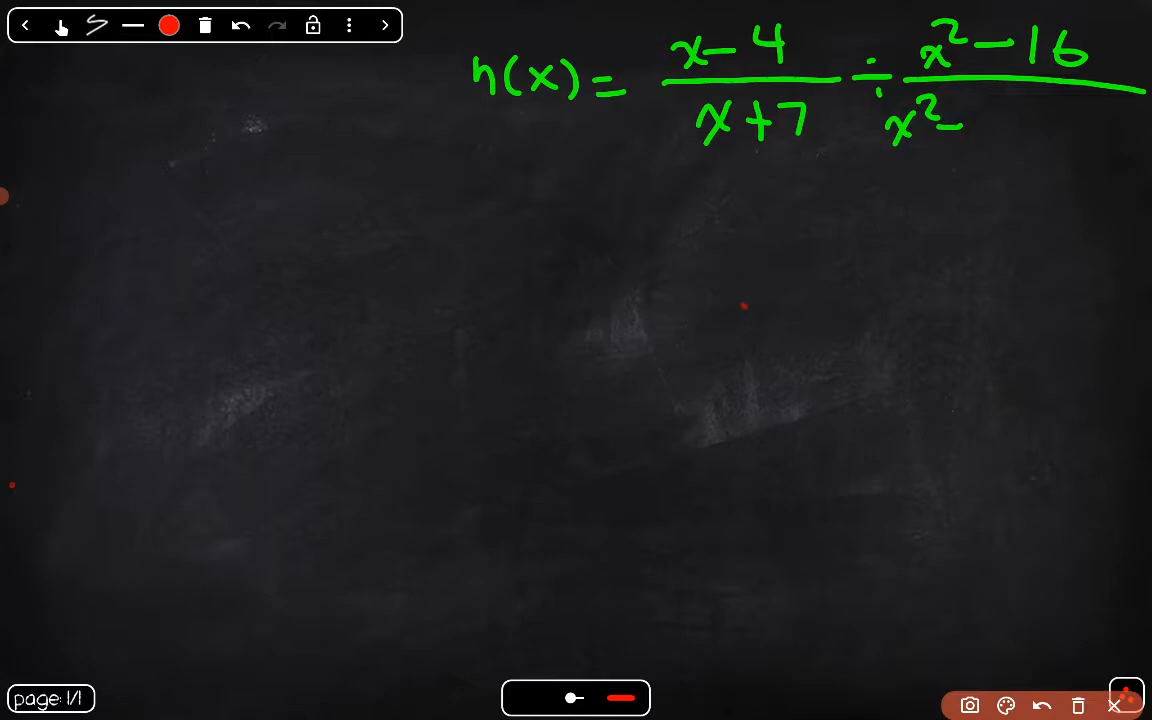 h(x) = x-4/x+7 ÷ x²-16/x²-
page: 1/1